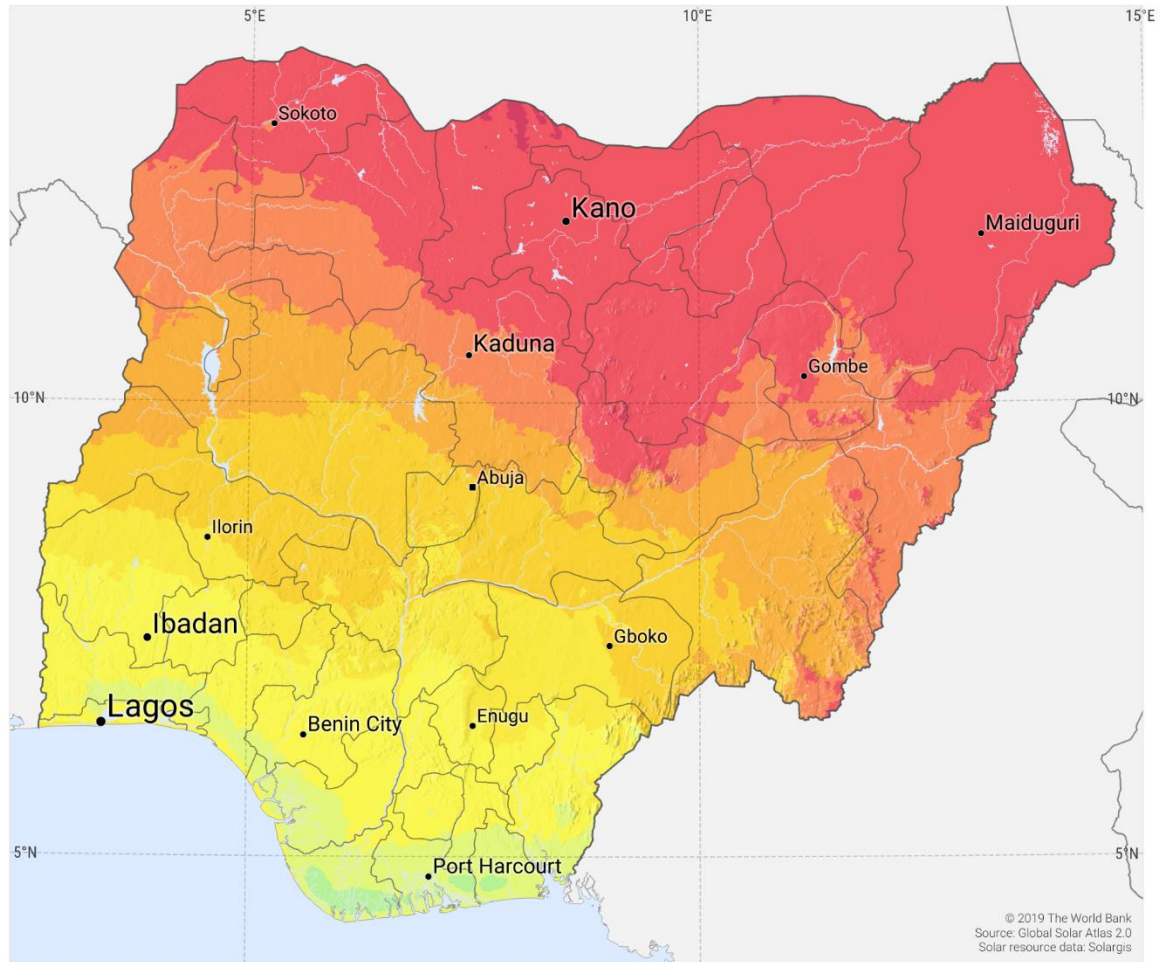 5°E
10°E
15°E
Sokoto
Kano
Maiduguri
Kaduna
Gombe
10°N
10°N
Abuja
Ilorin
Ibadan
Gboko
Lagos
Benin City
Enugu
5°N
5°N
Port Harcourt
© 2019 The World Bank
Source: Global Solar Atlas 2.0
Solar resource data: Solargis